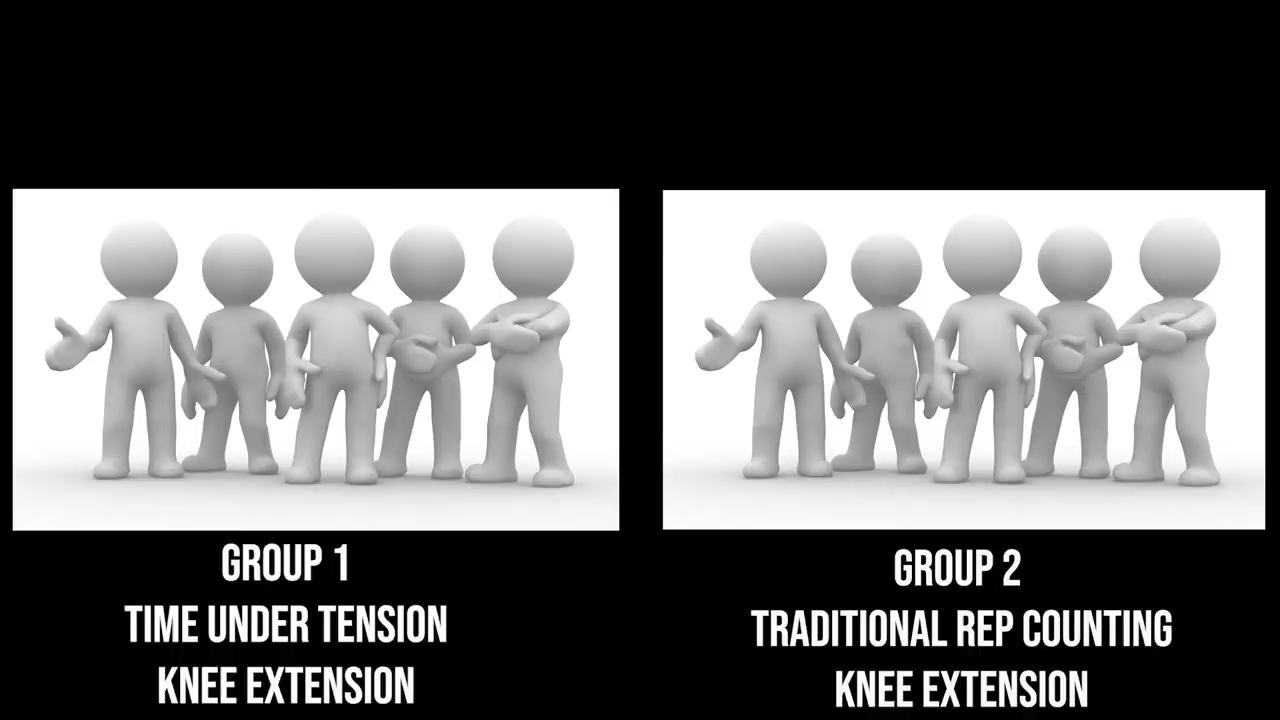 GROUP 1
TIME UNDER TENSION
KNEE EXTENSION
GROUP 2
TRADITIONAL REP COUNTING
KNEE EXTENSION